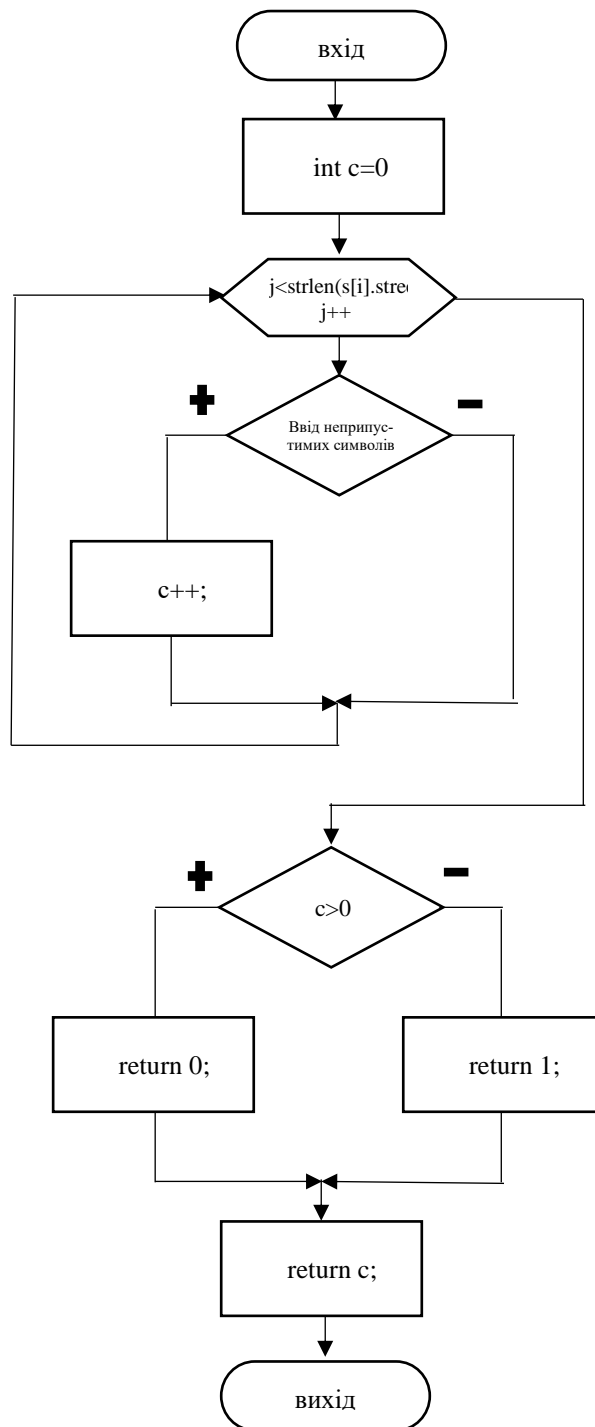 вхід
int c=0
j<strlen(s[i].stre
j++
+
−
Ввід неприпус-
тимих символів
c++;
+
−
c>0
return 0;
return 1;
return c;
вихід